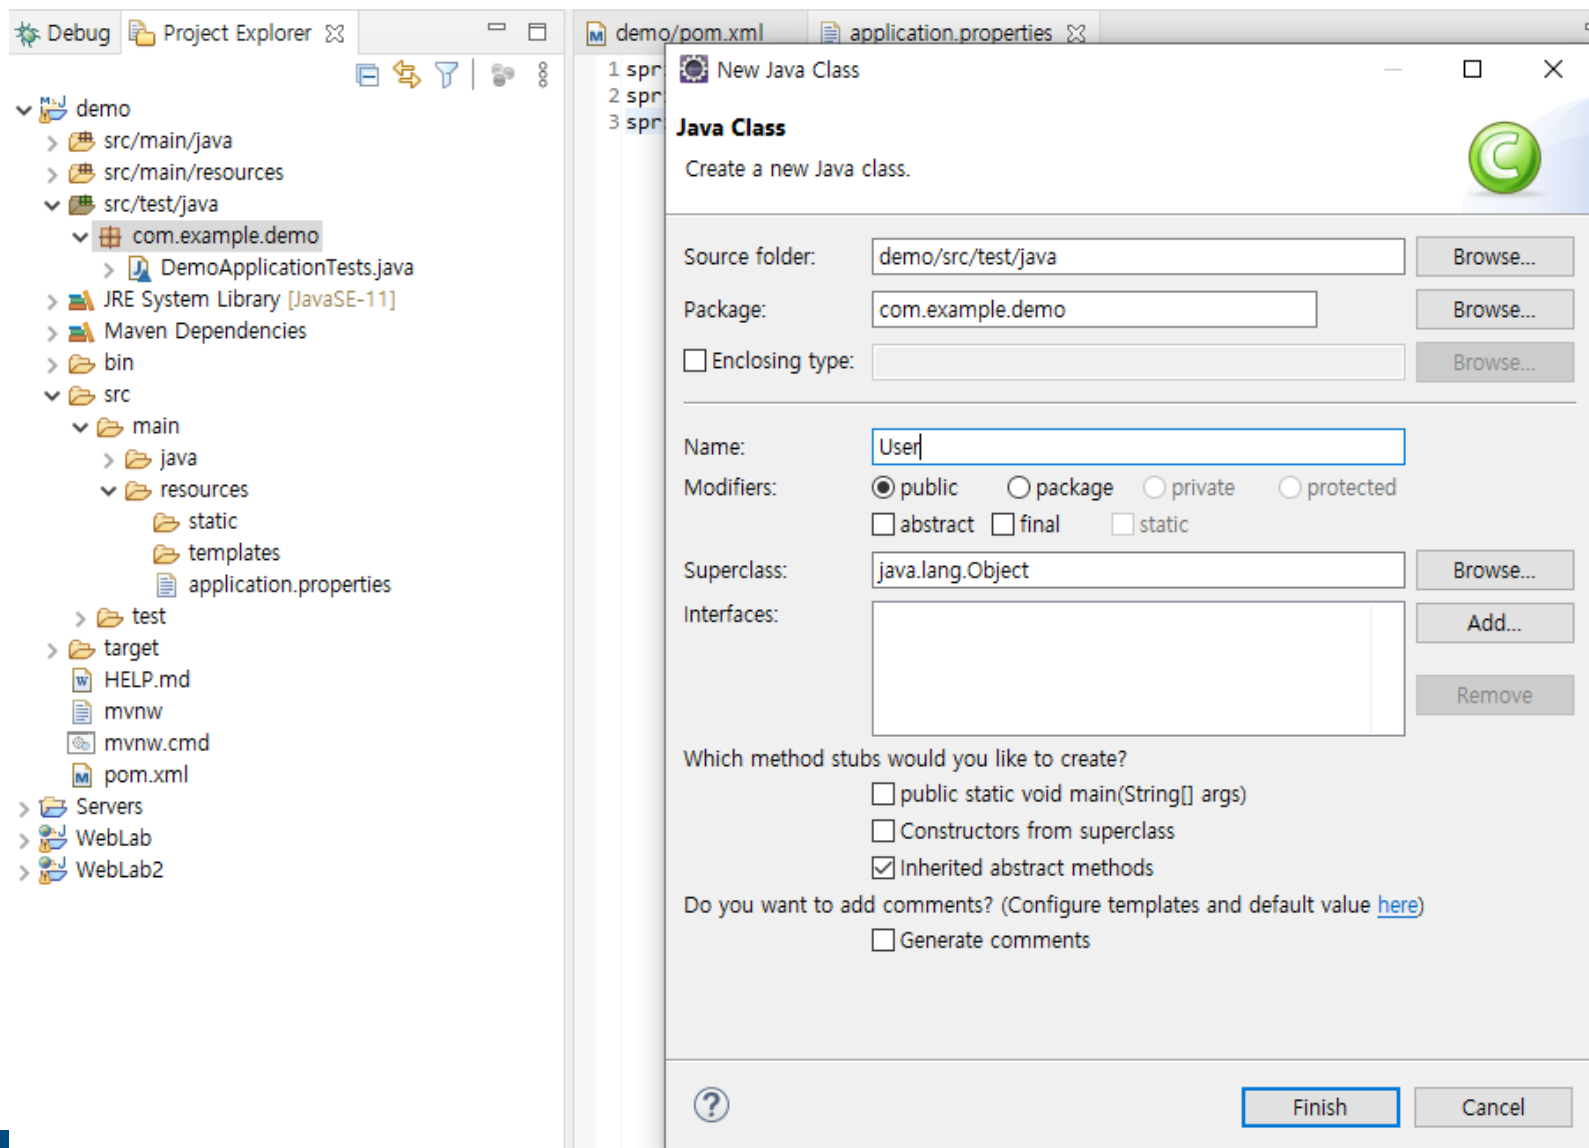 Debug
Project Explorer
demo/pom.xml
application.properties
demo
src/main/java
src/main/resources
src/test/java
com.example.demo
DemoApplicationTests.java
JRE System Library [JavaSE-11]
Maven Dependencies
bin
src
main
java
resources
static
templates
application.properties
test
target
HELP.md
mvnw
mvnw.cmd
pom.xml
Servers
WebLab
WebLab2
1 spr
2 spr
3 spr
New Java Class
Java Class
Create a new Java class.
Source folder: demo/src/test/java Browse...
Package: com.example.demo Browse...
Enclosing type: Browse...
Name: User
Modifiers: public package private protected
abstract final static
Superclass: java.lang.Object Browse...
Interfaces: Add...
Remove
Which method stubs would you like to create?
public static void main(String[] args)
Constructors from superclass
Inherited abstract methods
Do you want to add comments? (Configure templates and default value here)
Generate comments
Finish Cancel